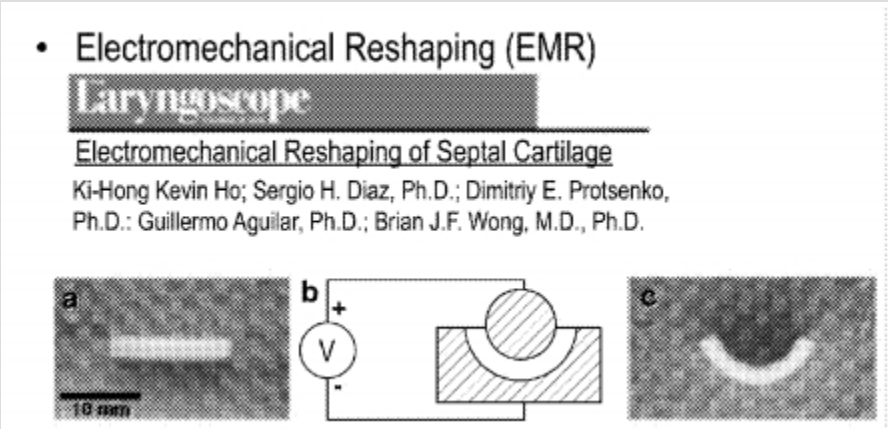 • Electromechanical Reshaping (EMR)
Laryngoscope
Electromechanical Reshaping of Septal Cartilage
Ki-Hong Kevin Ho; Sergio H. Diaz, Ph.D.; Dimitriy E. Protsenko,
Ph.D.: Guillermo Aguilar, Ph.D.; Brian J.F. Wong, M.D., Ph.D.
a b c
+
V
-
10 mm